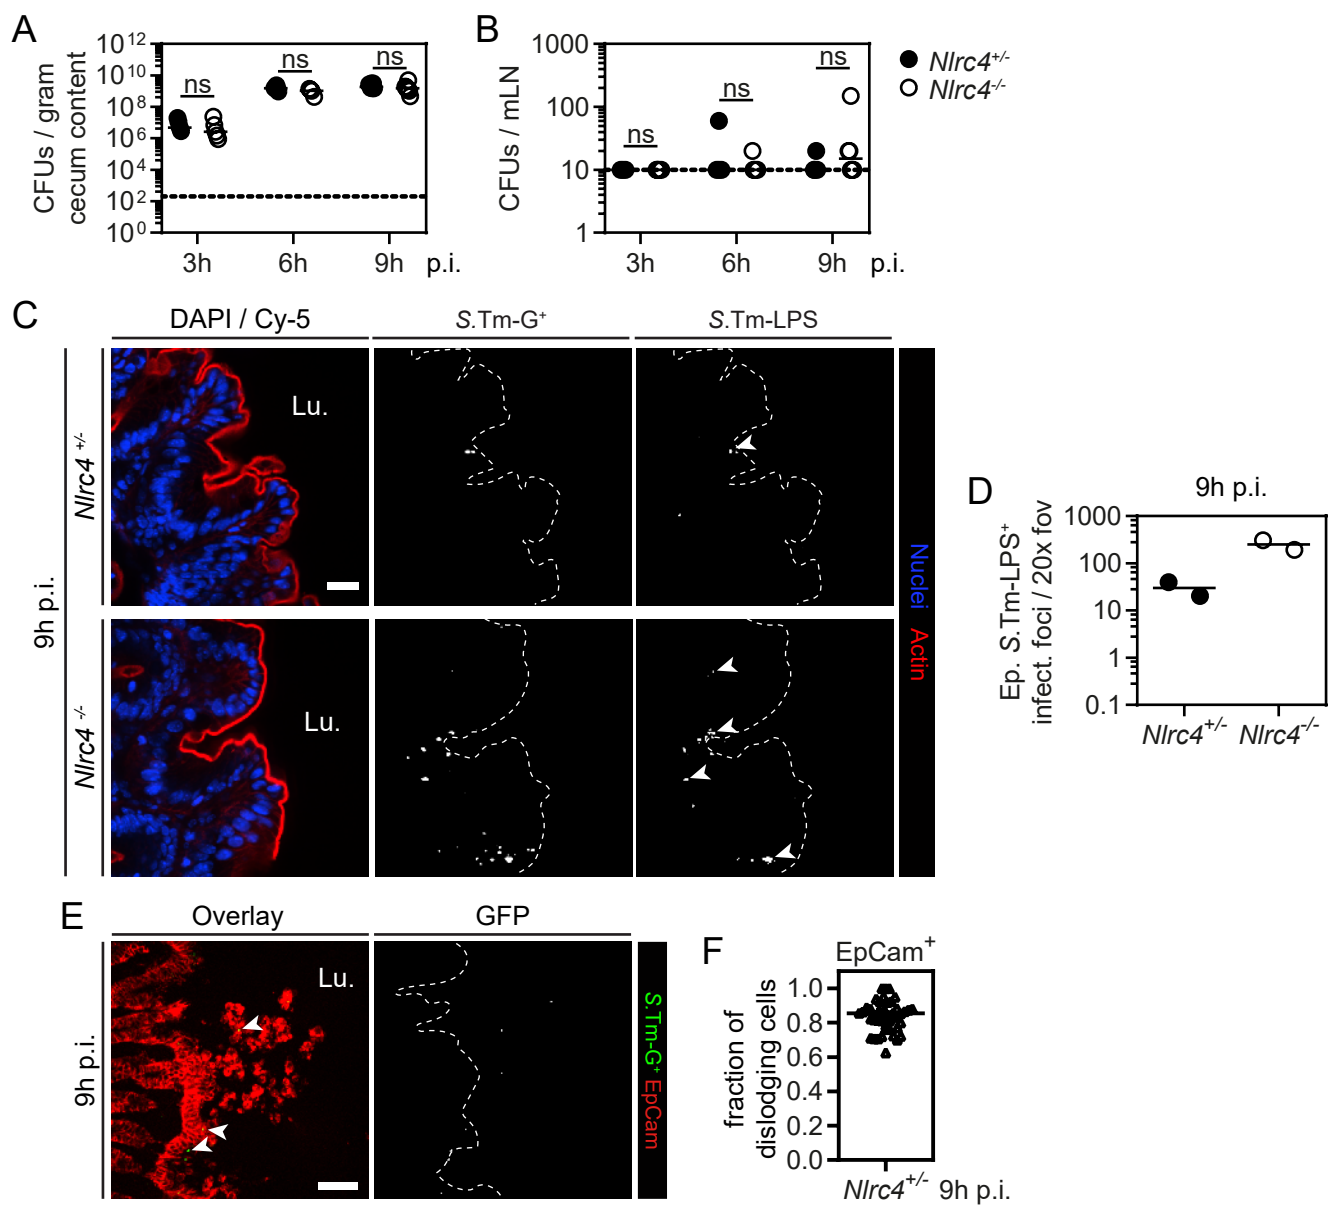 A
CFUs / gram
cecum content
10^12
10^10
10^8
10^6
10^4
10^2
10^0
ns
ns
ns
3h 6h 9h p.i.
B
CFUs / mLN
1000
100
10
1
ns
ns
ns
3h 6h 9h p.i.
Nlrc4+/-
Nlrc4-/-
C
DAPI / Cy-5
S.Tm-G+
S.Tm-LPS
9h p.i.
Nlrc4 +/-
Lu.
Nlrc4 -/-
Lu.
Nuclei Actin
D
9h p.i.
Ep. S.Tm-LPS+
infect. foci / 20x fov
1000
100
10
1
0.1
Nlrc4+/- Nlrc4-/-
E
Overlay
GFP
9h p.i.
Lu.
S.Tm-G+ EpCam
F
EpCam+
fraction of
dislodging cells
1.0
0.8
0.6
0.4
0.2
0.0
Nlrc4+/- 9h p.i.